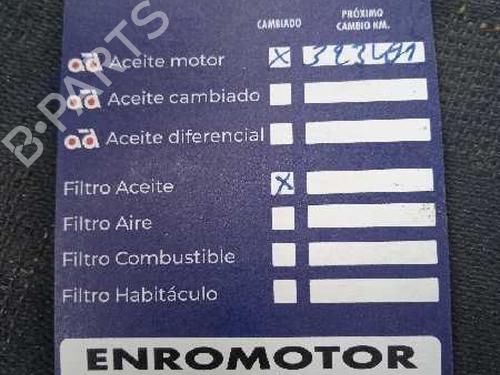 CAMBIADO
PRÓXIMO
CAMBIO KM.
ad Aceite motor X 323491
ad Aceite cambiado
ad Aceite diferencial
Filtro Aceite X
Filtro Aire
Filtro Combustible
Filtro Habitáculo
ENROMOTOR
B-PARTS